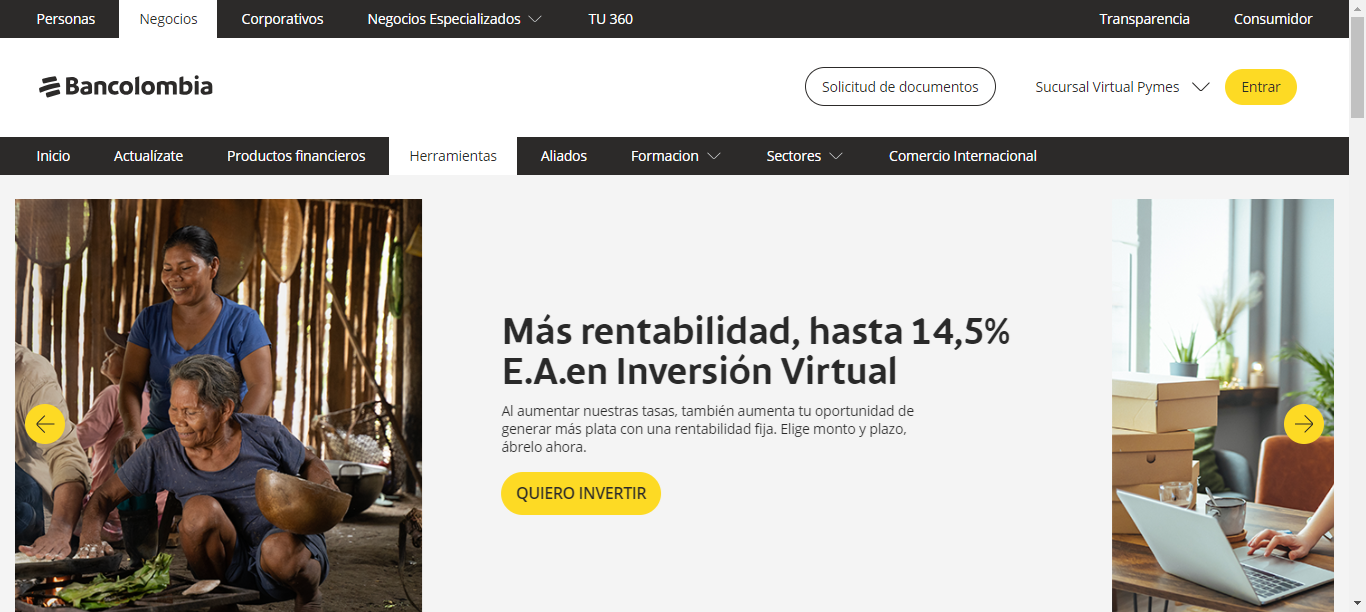 Personas Negocios Corporativos Negocios Especializados TU 360 Transparencia Consumidor
Bancolombia Solicitud de documentos Sucursal Virtual Pymes Entrar
Inicio Actualízate Productos financieros Herramientas Aliados Formacion Sectores Comercio Internacional
Más rentabilidad, hasta 14,5%
E.A.en Inversión Virtual
Al aumentar nuestras tasas, también aumenta tu oportunidad de
generar más plata con una rentabilidad fija. Elige monto y plazo,
ábrelo ahora.
QUIERO INVERTIR